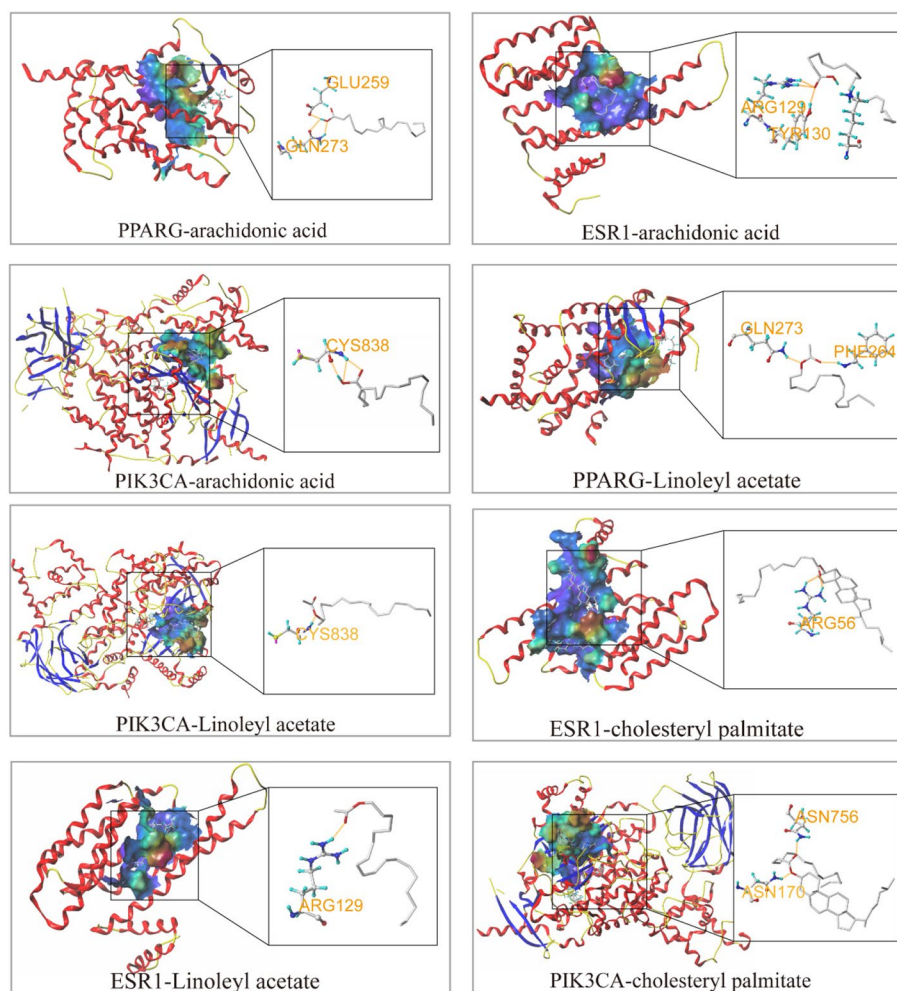 GLU259
GLN273
PPARG-arachidonic acid
ARG129
TYR130
ESR1-arachidonic acid
CYS838
PIK3CA-arachidonic acid
GLN273
PHE264
PPARG-Linoleyl acetate
CYS838
PIK3CA-Linoleyl acetate
ARG56
ESR1-cholesteryl palmitate
ARG129
ESR1-Linoleyl acetate
ASN756
ASN170
PIK3CA-cholesteryl palmitate